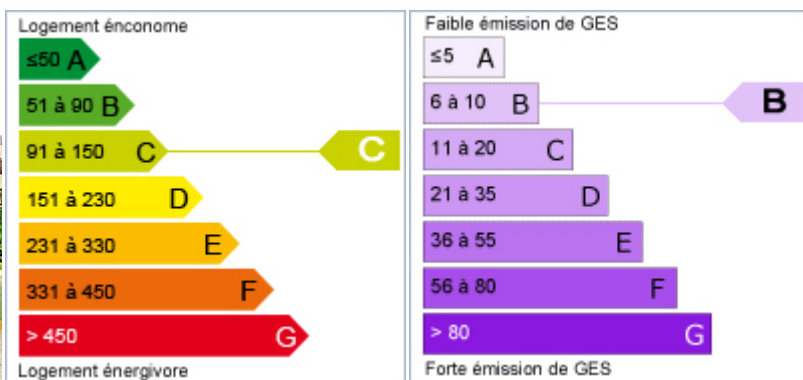 Logement énconome
≤50 A
51 à 90 B
91 à 150 C
C
151 à 230 D
231 à 330 E
331 à 450 F
> 450 G
Logement énergivore
Faible émission de GES
≤5 A
6 à 10 B
B
11 à 20 C
21 à 35 D
36 à 55 E
56 à 80 F
> 80 G
Forte émission de GES